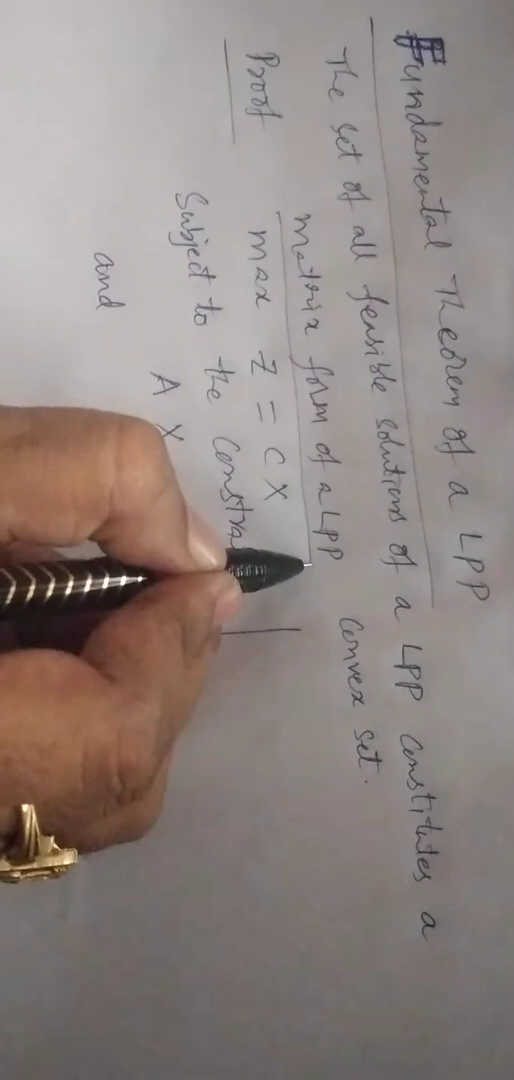 Fundamental Theorem of a LPP
The set of all feasible solutions of a LPP constitutes a
convex set.
Proof
Matrix form of a LPP
max Z = CX
Subject to the constra
A X
and